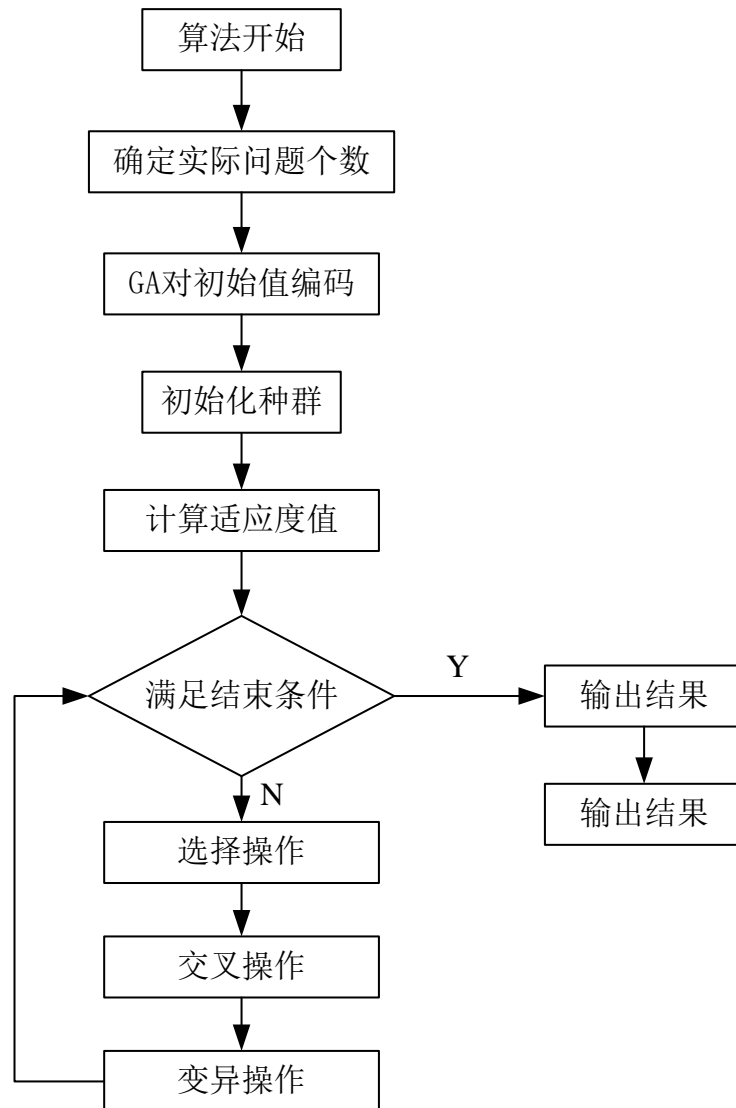 算法开始
确定实际问题个数
GA对初始值编码
初始化种群
计算适应度值
满足结束条件
Y
输出结果
输出结果
N
选择操作
交叉操作
变异操作